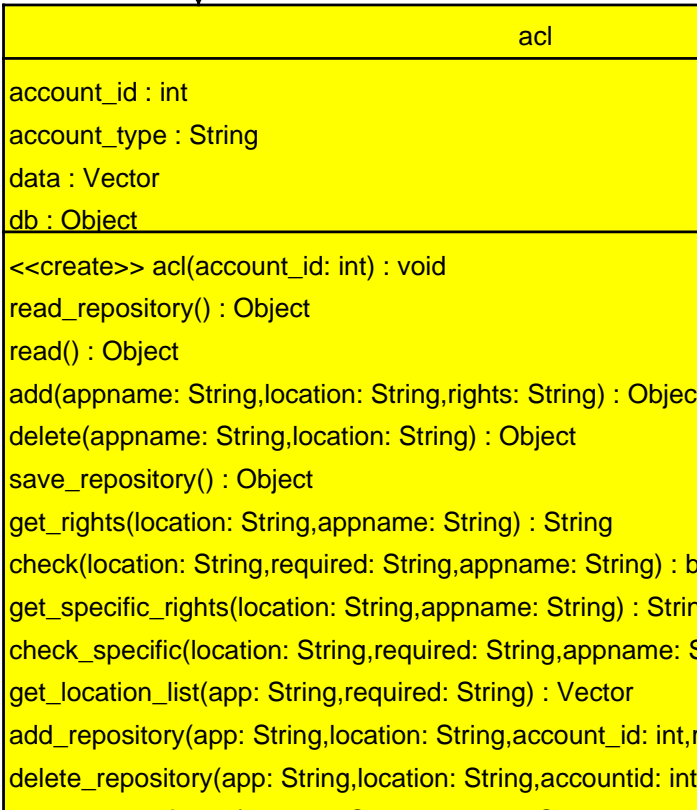 acl
account_id : int
account_type : String
data : Vector
db : Object
<<create>> acl(account_id: int) : void
read_repository() : Object
read() : Object
add(appname: String,location: String,rights: String) : Objec
delete(appname: String,location: String) : Object
save_repository() : Object
get_rights(location: String,appname: String) : String
check(location: String,required: String,appname: String) : b
get_specific_rights(location: String,appname: String) : Strin
check_specific(location: String,required: String,appname: S
get_location_list(app: String,required: String) : Vector
add_repository(app: String,location: String,account_id: int,r
delete_repository(app: String,location: String,accountid: int